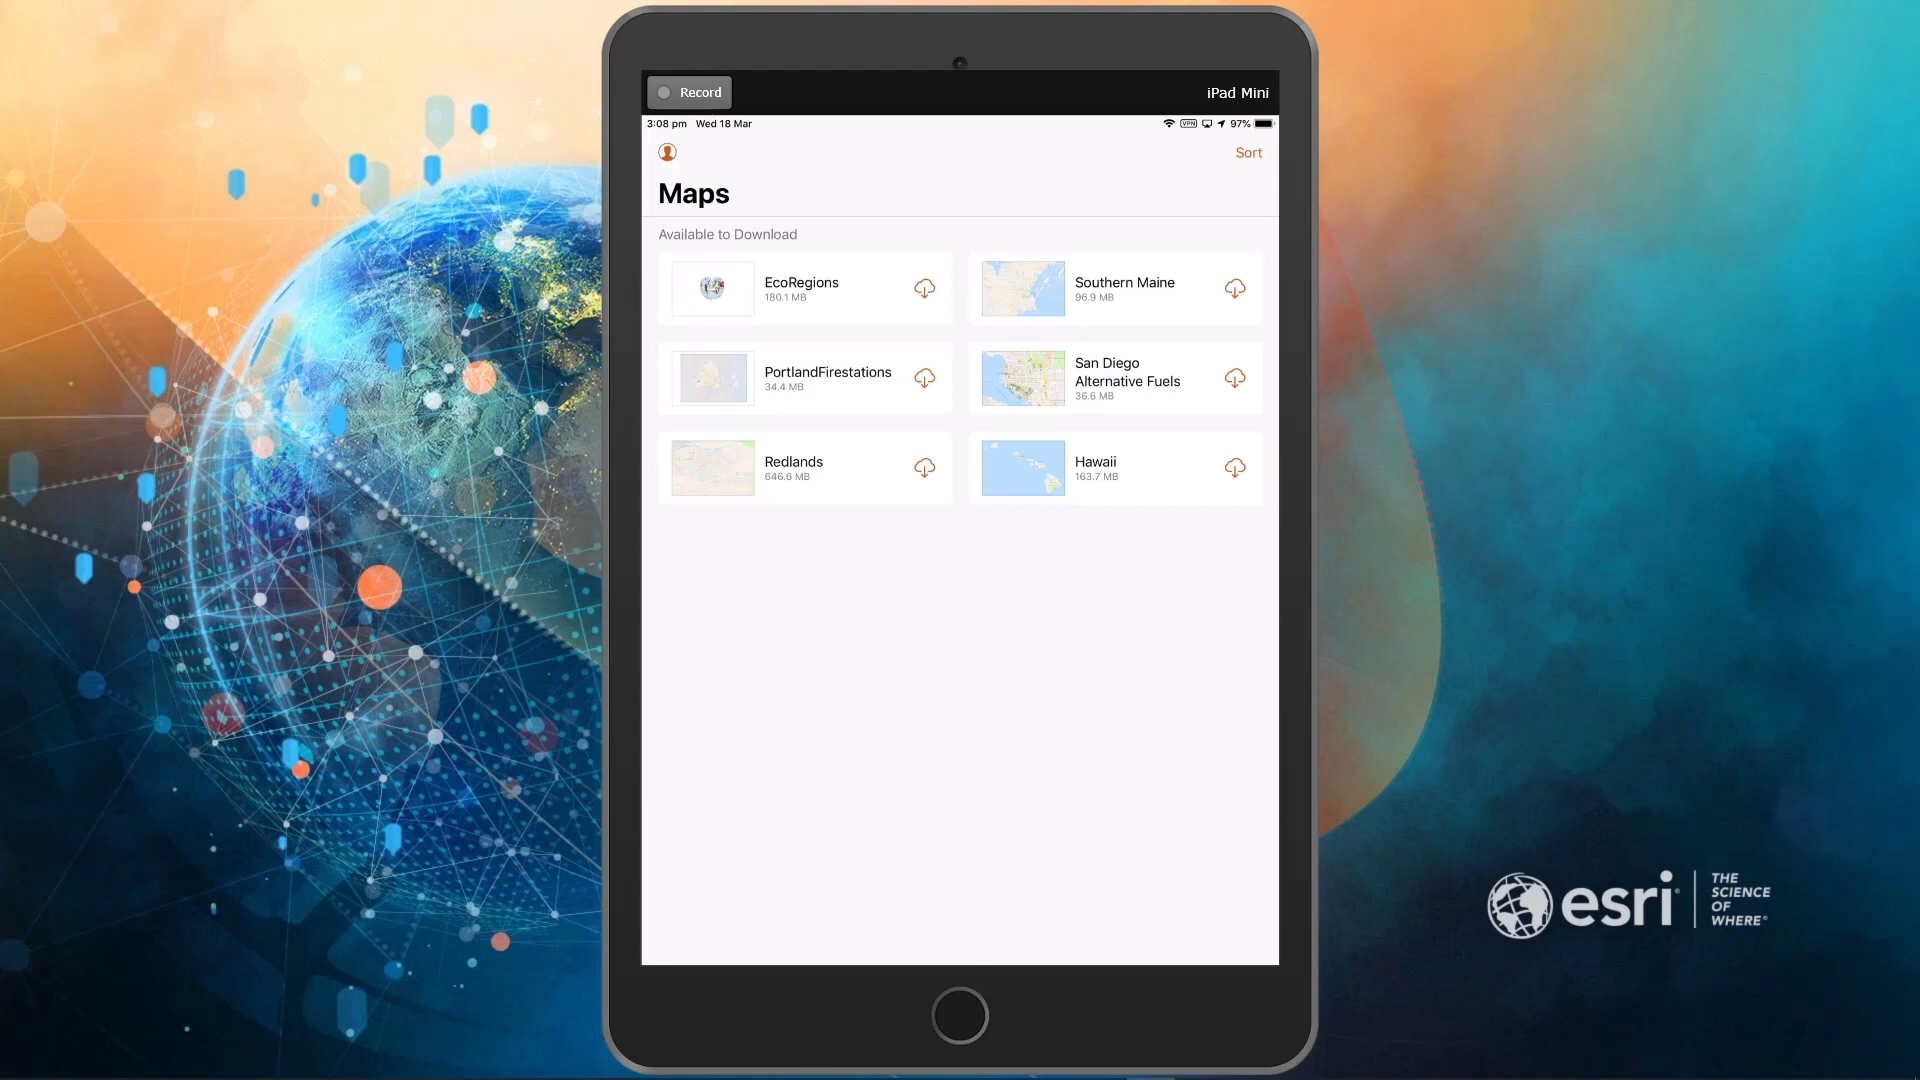 Record
iPad Mini
3:08 pm Wed 18 Mar
VPN
97%
Sort
Maps
Available to Download
EcoRegions
180.1 MB
Southern Maine
96.9 MB
PortlandFirestations
34.4 MB
San Diego
Alternative Fuels
36.6 MB
Redlands
646.6 MB
Hawaii
163.7 MB
esri
THE
SCIENCE
OF
WHERE®